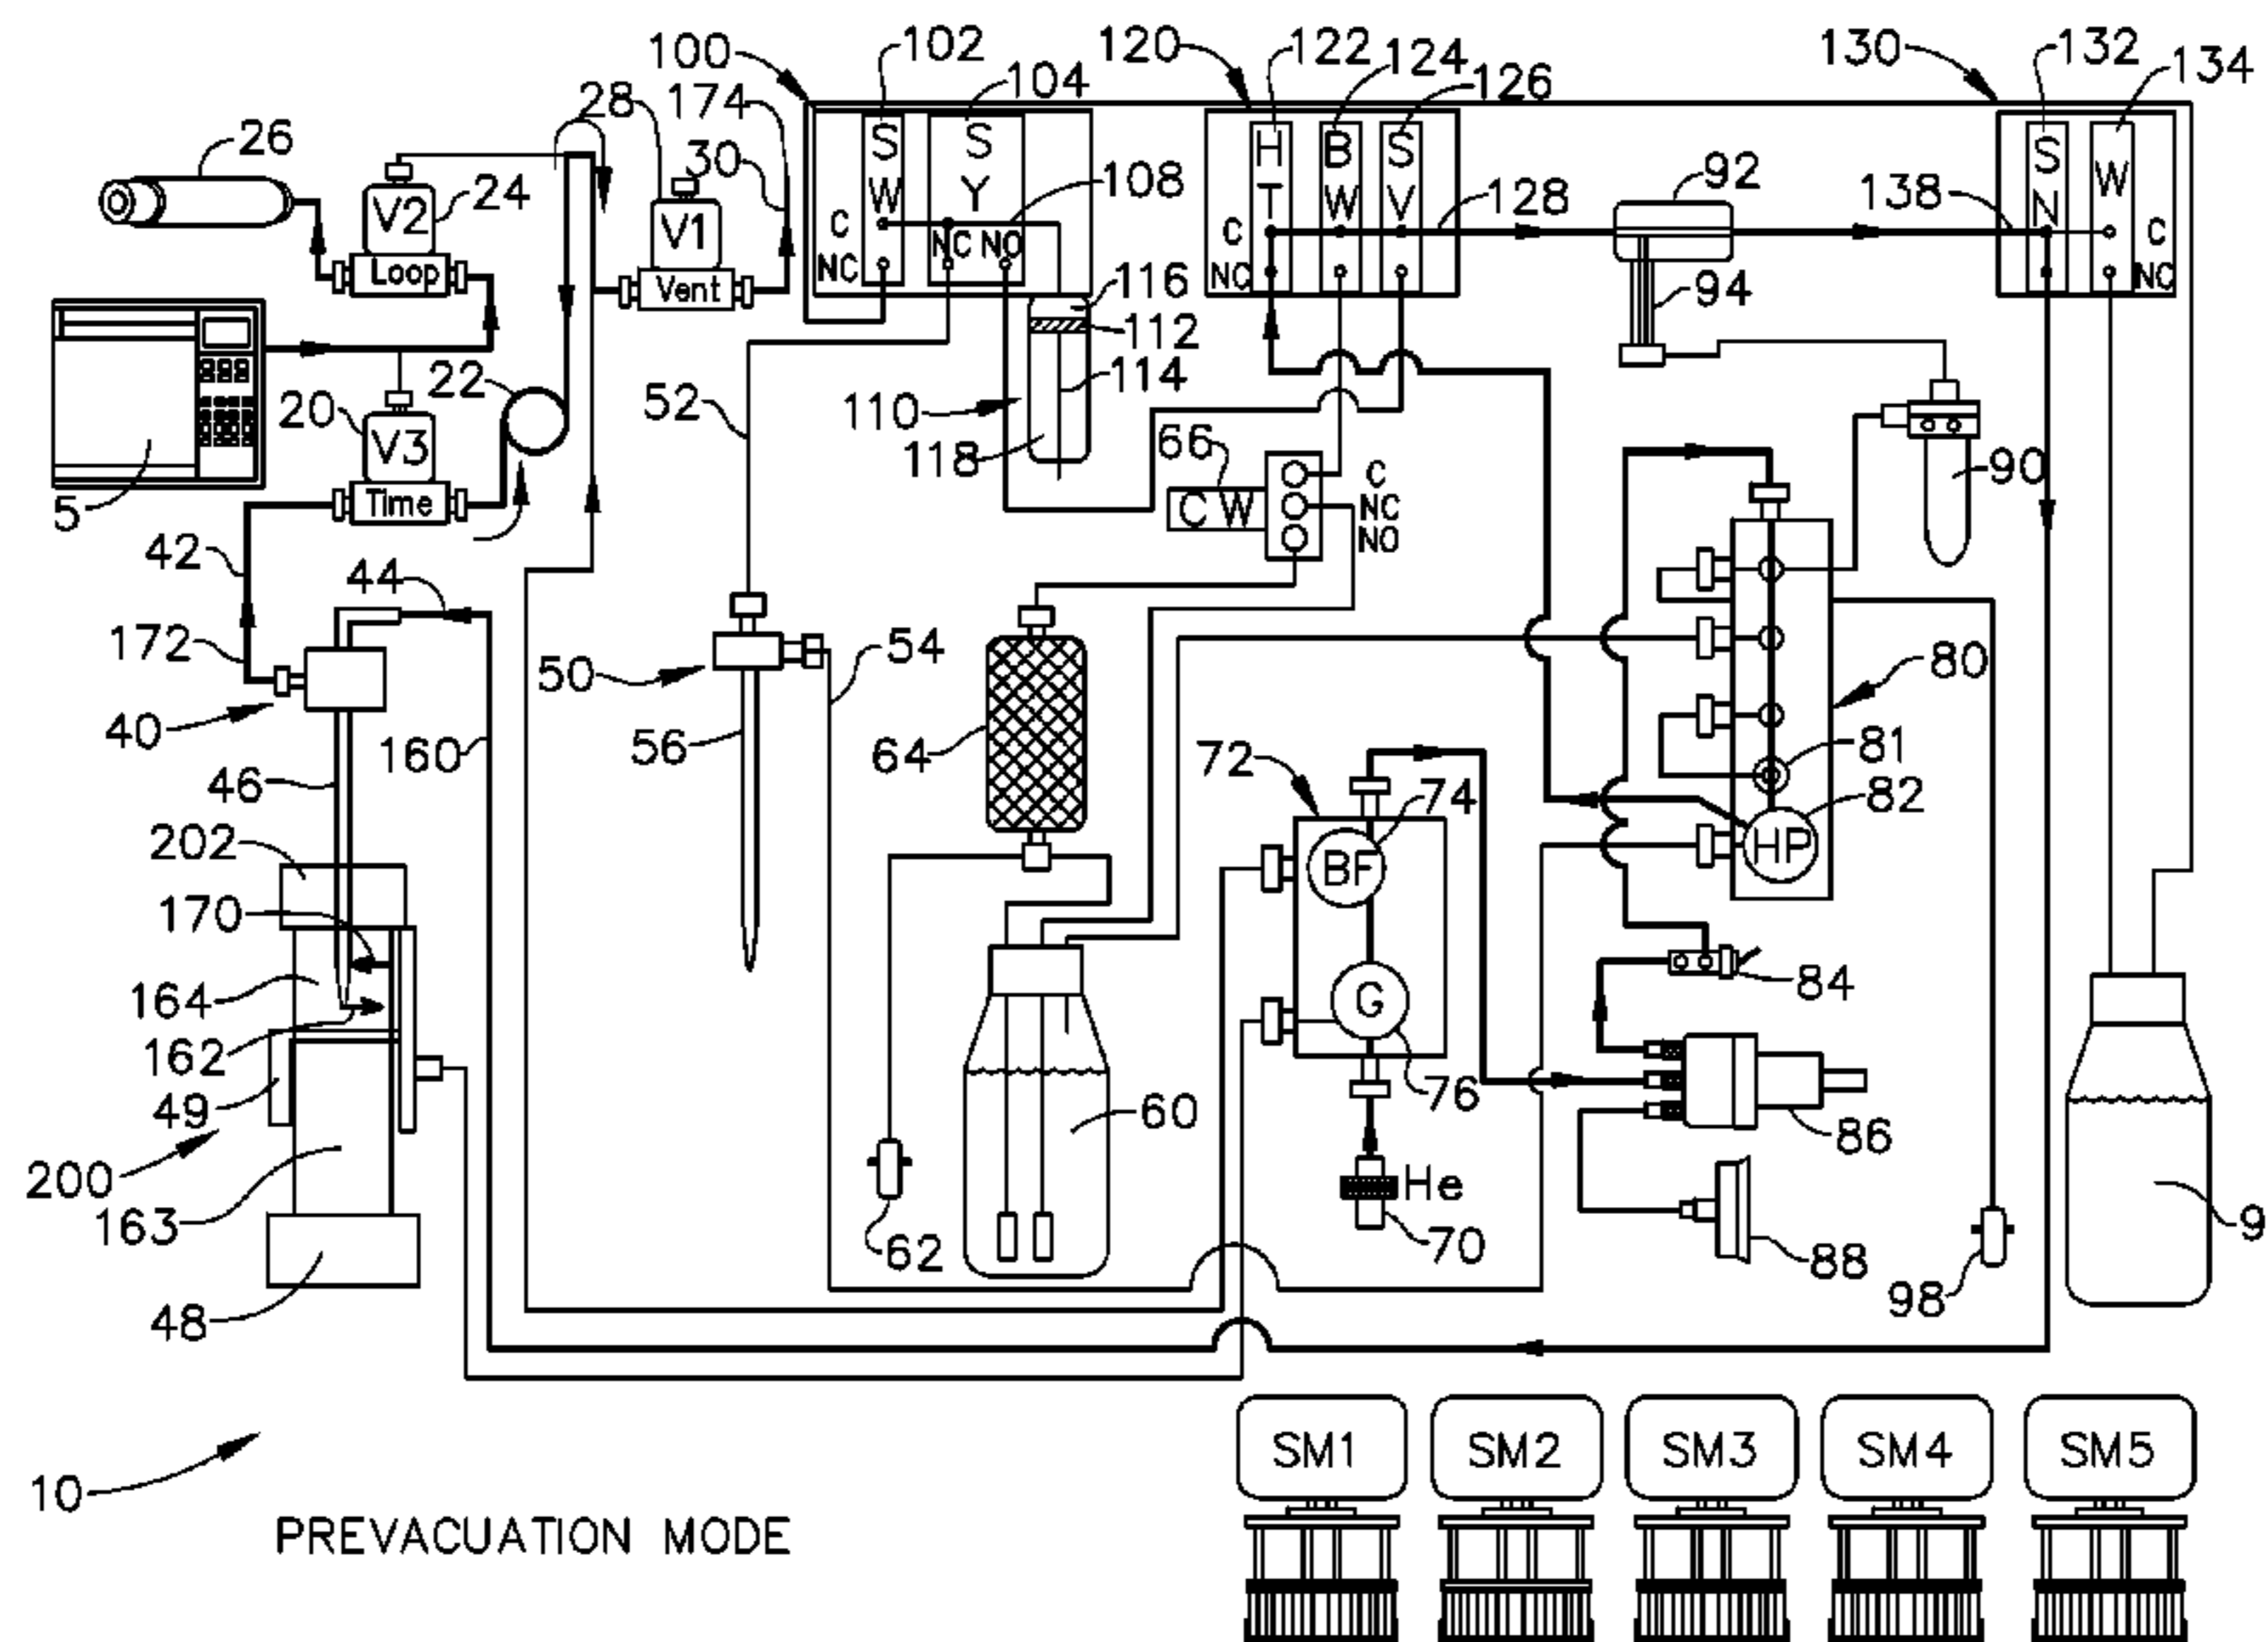 100
102
104
120
122
124
126
130
132
134
28
174
26
V2
24
30
V1
S
W
S
Y
108
H
T
B
W
S
V
92
128
138
S
N
W
C
NC
NC
NO
C
NC
C
NC
Loop
Vent
116
112
94
22
20
V3
Time
5
52
110
114
118
66
C W
C
NC
NO
90
42
44
172
40
50
54
56
160
64
80
81
82
HP
46
72
74
BF
202
170
164
162
G
76
84
49
60
86
200
163
He
70
62
88
98
9
48
10
PREVACUATION MODE
SM1
SM2
SM3
SM4
SM5